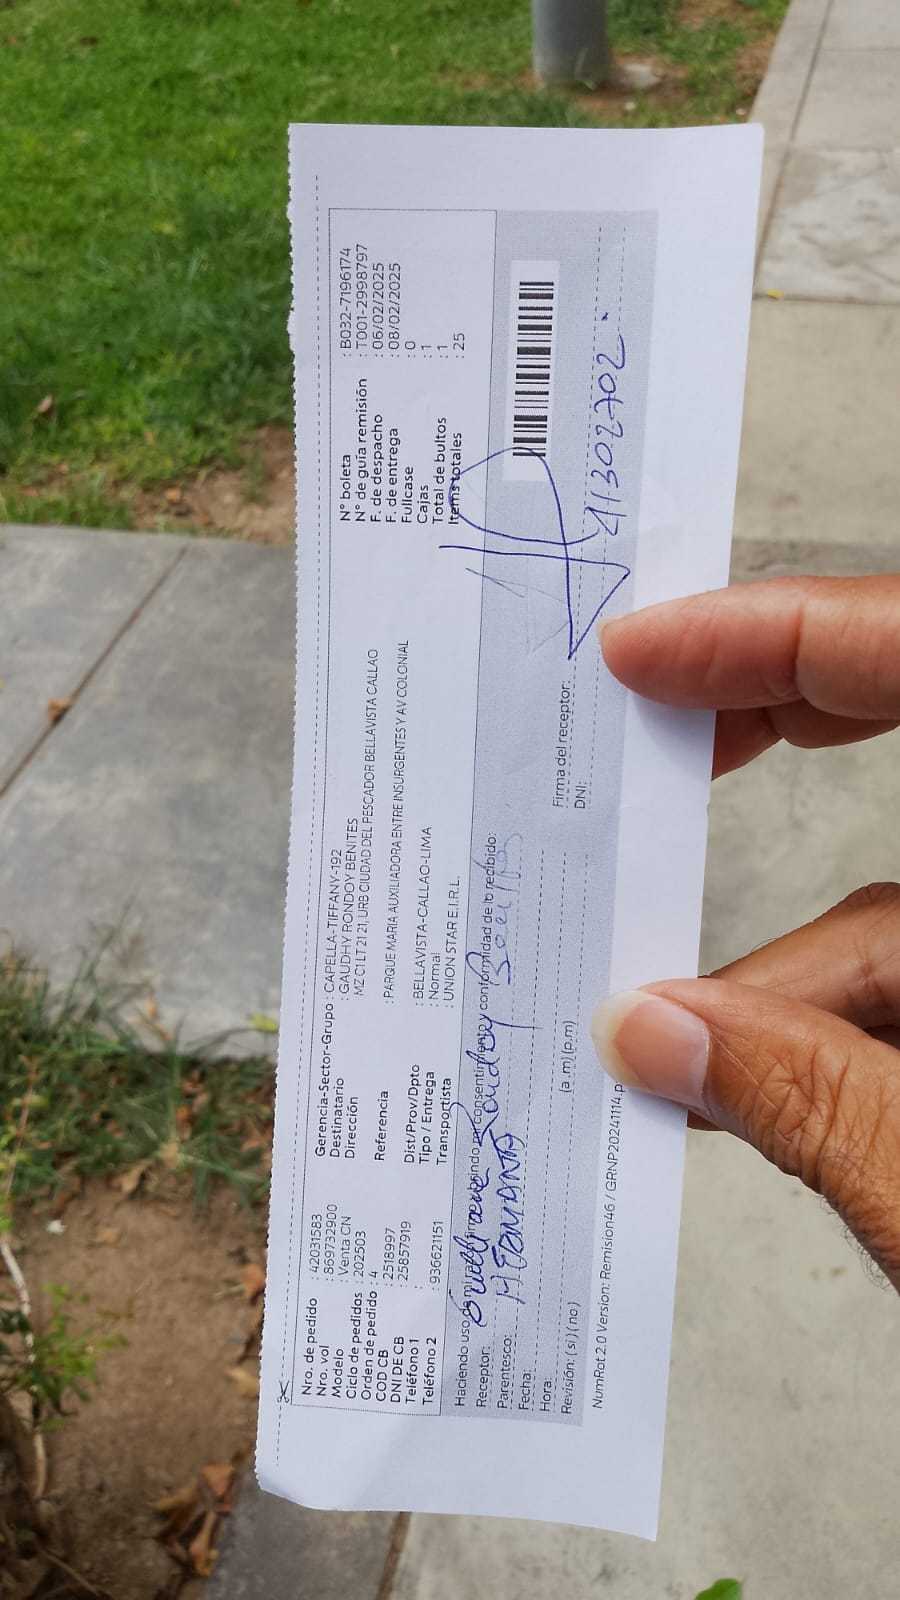 Nro. de pedido : 42031583
Nro. vol : 869732900
Modelo : Venta CN
Ciclo de pedidos : 202503
Orden de pedido : 4
COD CB : 2518997
DNI DE CB : 25857919
Teléfono 1 :
Teléfono 2 : 936621151
Gerencia-Sector-Grupo : CAPELLA-TIFFANY-192
Destinatario : GAUDHY RONDOY BENITES
Dirección MZ C1 LT 21 21, URB CIUDAD DEL PESCADOR BELLAVISTA CALLAO
Referencia : PARQUE MARIA AUXILIADORA ENTRE INSURGENTES Y AV COLONIAL
Dist/Prov/Dpto : BELLAVISTA-CALLAO-LIMA
Tipo / Entrega : Normal
Transportista : UNION STAR E.I.R.L.
N° boleta : B032-7196174
N° de guía remisión : T001-2998797
F. de despacho : 06/02/2025
F. de entrega : 08/02/2025
Fullcase : 0
Cajas : 1
Total de bultos : 1
Items totales : 25
Haciendo uso de mi consentimiento y conformidad de lo recibido:
Receptor: Rondoy
Parentesco: HERMANA
Fecha:
Hora: (a .m) (p.m)
Revisión: ( si ) ( no )
Firma del receptor:
DNI: 41302702
NumRot 2.0 Version: Remision46 / GRNP20241114.p